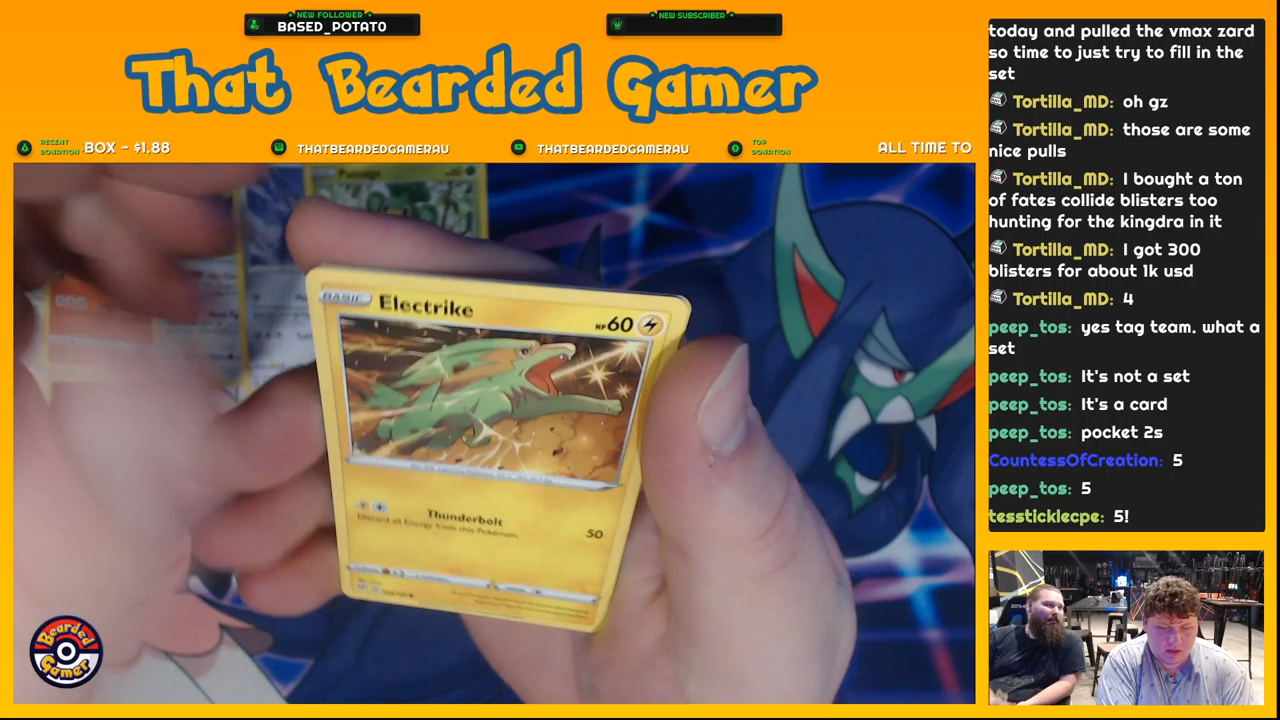 NEW FOLLOWER
BASED_POTAT0
NEW SUBSCRIBER
That Bearded Gamer
RECENT DONATION
BOX - $1.88
THATBEARDEDGAMERAU
THATBEARDEDGAMERAU
TOP DONATION
ALL TIME TO
today and pulled the vmax zard
so time to just try to fill in the
set
Tortilla_MD: oh gz
Tortilla_MD: those are some
nice pulls
Tortilla_MD: I bought a ton
of fates collide blisters too
hunting for the kingdra in it
Tortilla_MD: I got 300
blisters for about 1k usd
Tortilla_MD: 4
peep_tos: yes tag team. what a
set
peep_tos: It's not a set
peep_tos: It's a card
peep_tos: pocket 2s
CountessOfCreation: 5
peep_tos: 5
tessticklecpe: 5!
BASIC Electrike HP 60
Thunderbolt 50
Discard all Energy from this Pokémon.
Bearded
Gamer